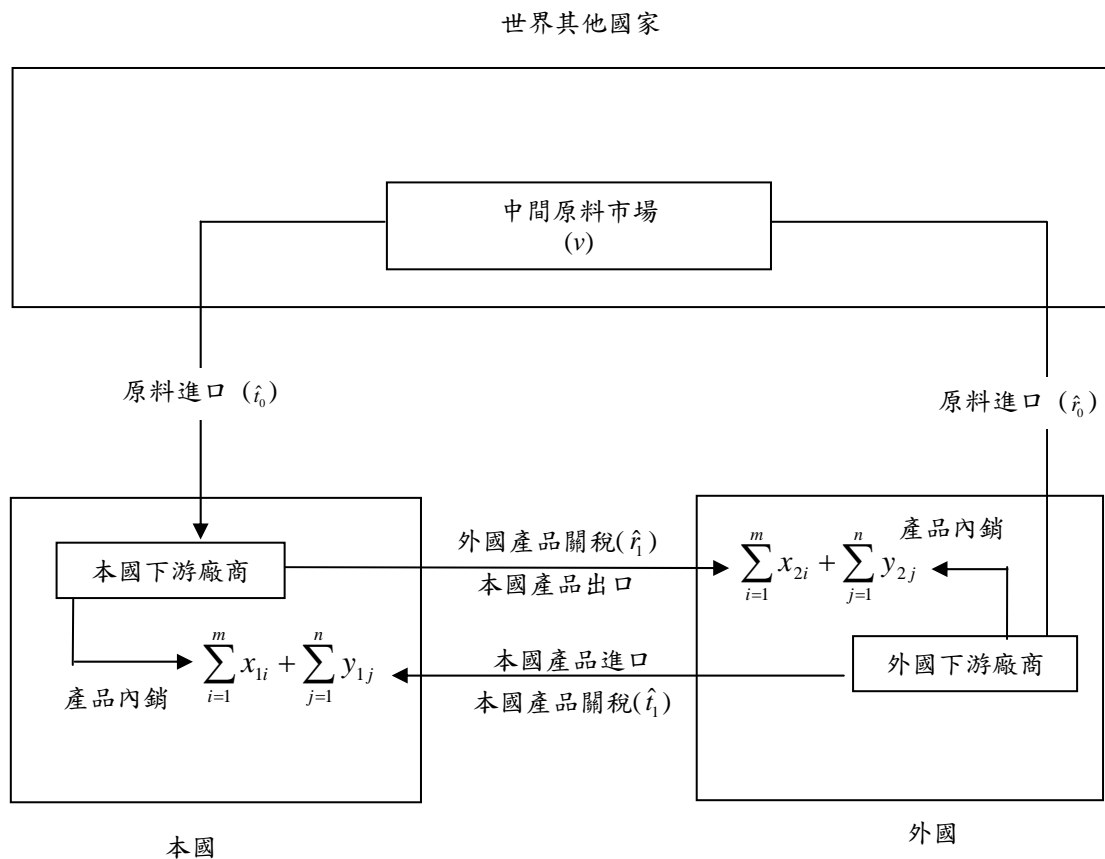 世界其他國家
中間原料市場
(v)
原料進口 (t̂₀)
原料進口 (r̂₀)
本國下游廠商
外國產品關稅(r̂₁)
本國產品出口
產品內銷
∑_{i=1}^{m} x_{2i} + ∑_{j=1}^{n} y_{2j}
∑_{i=1}^{m} x_{1i} + ∑_{j=1}^{n} y_{1j}
產品內銷
本國產品進口
本國產品關稅(t̂₁)
外國下游廠商
本國
外國